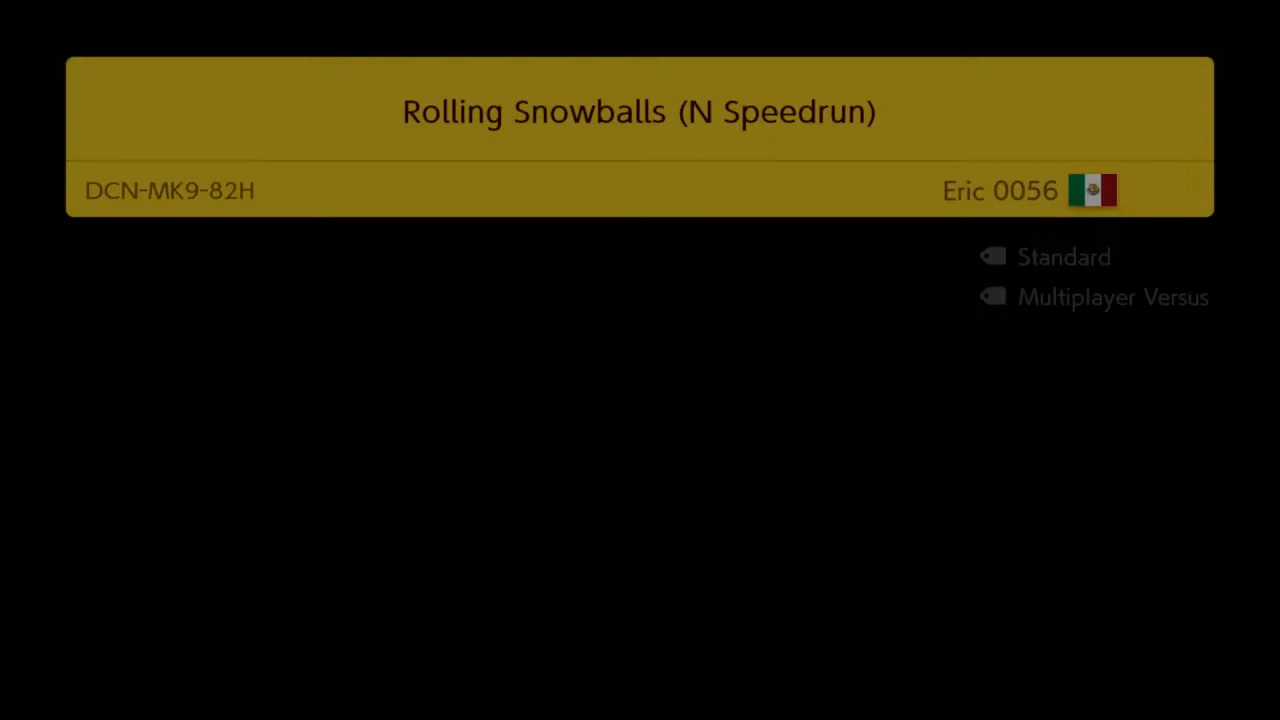 Rolling Snowballs (N Speedrun)
DCN-MK9-82H
Eric 0056
Standard
Multiplayer Versus